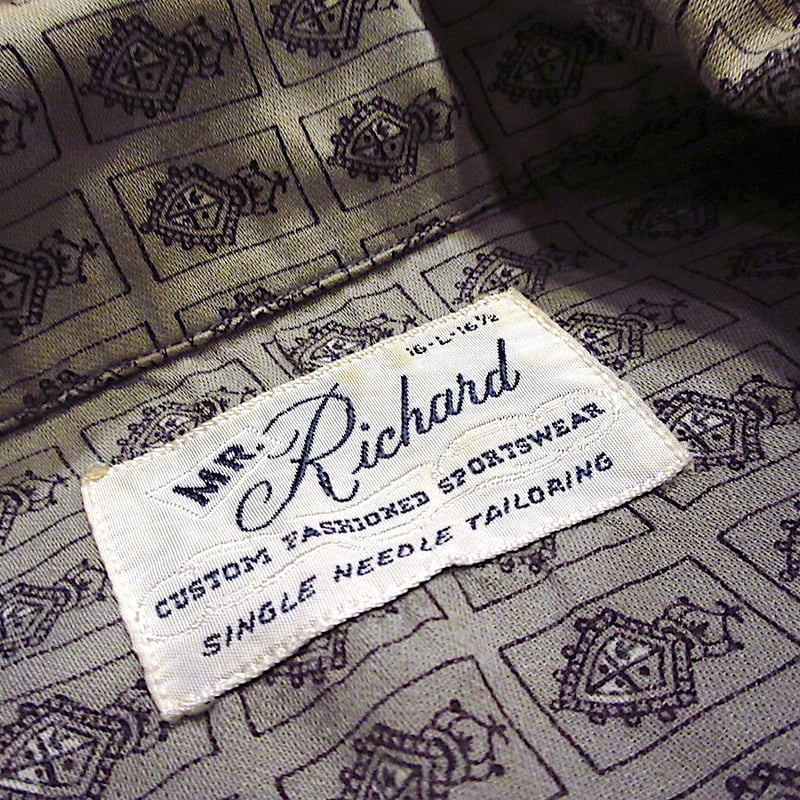 16-L-16½
MR. Richard
CUSTOM FASHIONED SPORTSWEAR
SINGLE NEEDLE TAILORING